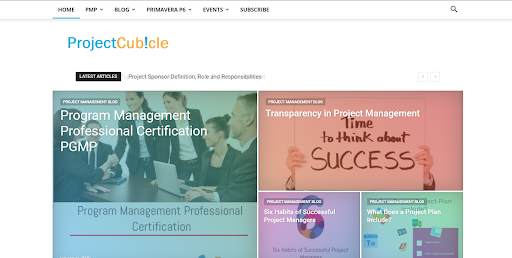 HOME
PMP
BLOG
PRIMAVERA P6
EVENTS
SUBSCRIBE
ProjectCub!cle
LATEST ARTICLES
Project Sponsor Definition, Role and Responsibilities
PROJECT MANAGEMENT BLOG
Program Management
Professional Certification
PGMP
Program Management Professional
Certification
PROJECT MANAGEMENT BLOG
Transparency in Project Management
Time
to think about
SUCCESS
PROJECT MANAGEMENT BLOG
Six Habits of Successful
Project Managers
Six Habits of Successful Project
Managers
PROJECT MANAGEMENT BLOG
What Does a Project Plan
Include?
Project Plan